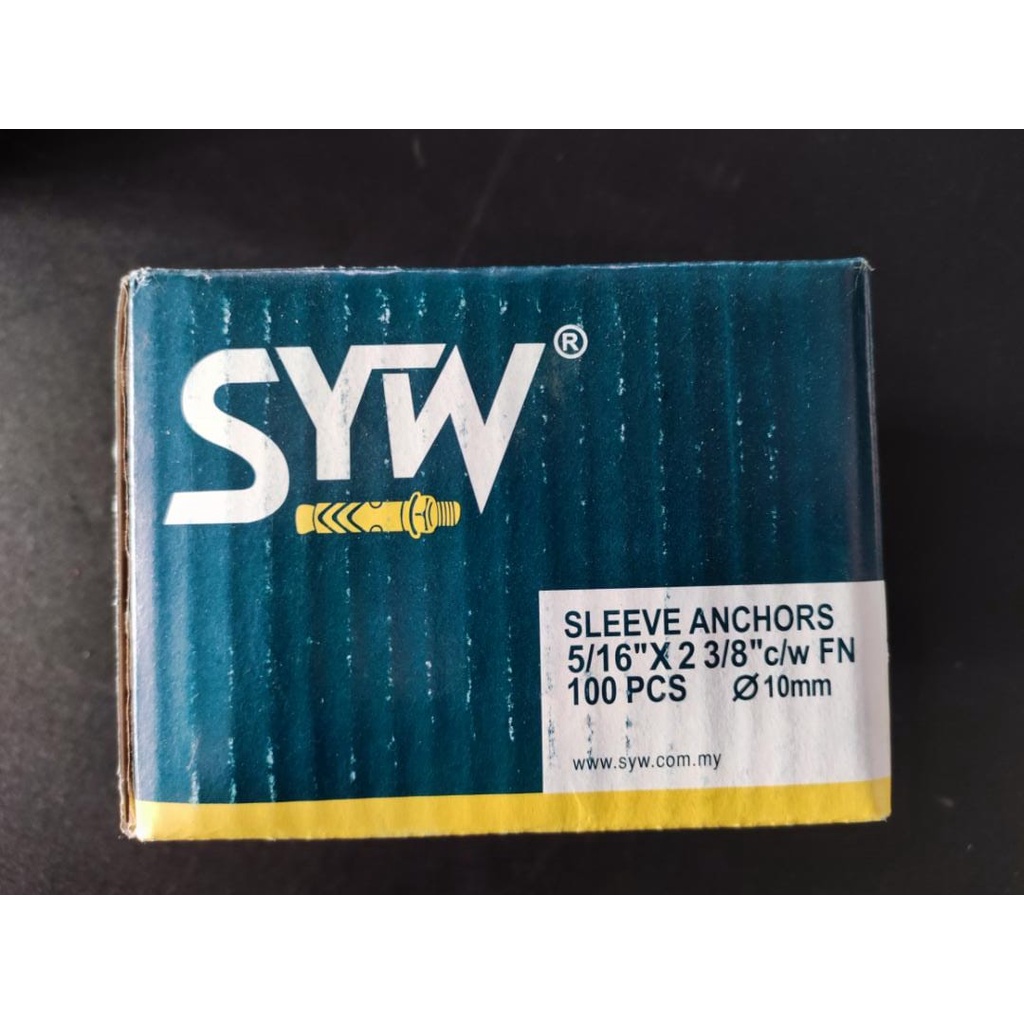 SYW®
SLEEVE ANCHORS
5/16"X 2 3/8"c/w FN
100 PCS Ø10mm
www.syw.com.my